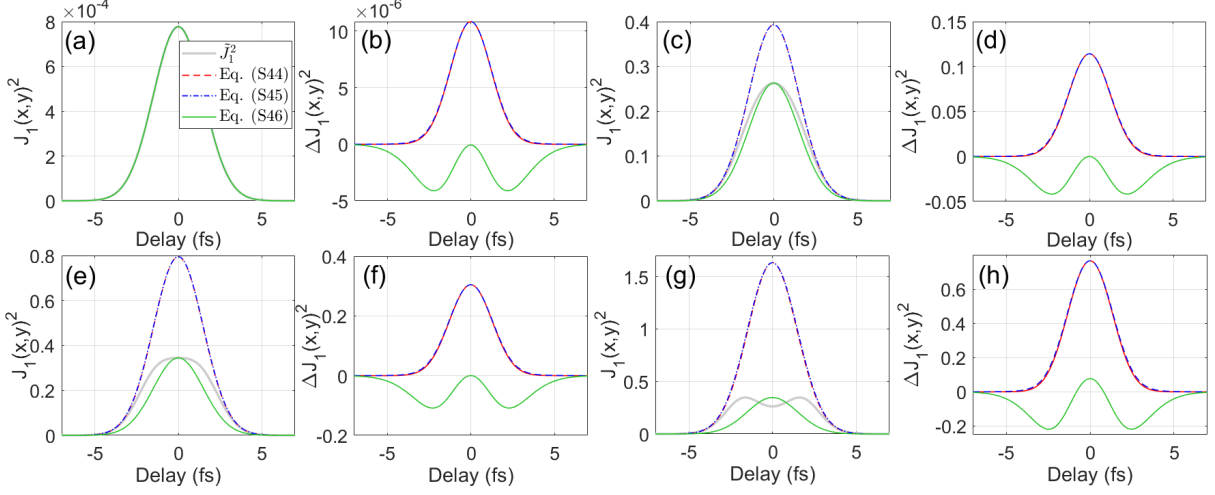 ×10⁻⁴
8
6
4
2
0
J₁(x,y)²
(a)
J̃₁²
Eq. (S44)
Eq. (S45)
Eq. (S46)
-5 0 5
Delay (fs)
×10⁻⁶
10
5
0
-5
ΔJ₁(x,y)²
(b)
-5 0 5
Delay (fs)
0.4
0.3
0.2
0.1
0
J₁(x,y)²
(c)
-5 0 5
Delay (fs)
0.15
0.1
0.05
0
-0.05
ΔJ₁(x,y)²
(d)
-5 0 5
Delay (fs)
0.8
0.6
0.4
0.2
0
J₁(x,y)²
(e)
-5 0 5
Delay (fs)
0.4
0.2
0
-0.2
ΔJ₁(x,y)²
(f)
-5 0 5
Delay (fs)
1.5
1
0.5
0
J₁(x,y)²
(g)
-5 0 5
Delay (fs)
0.6
0.4
0.2
0
-0.2
ΔJ₁(x,y)²
(h)
-5 0 5
Delay (fs)